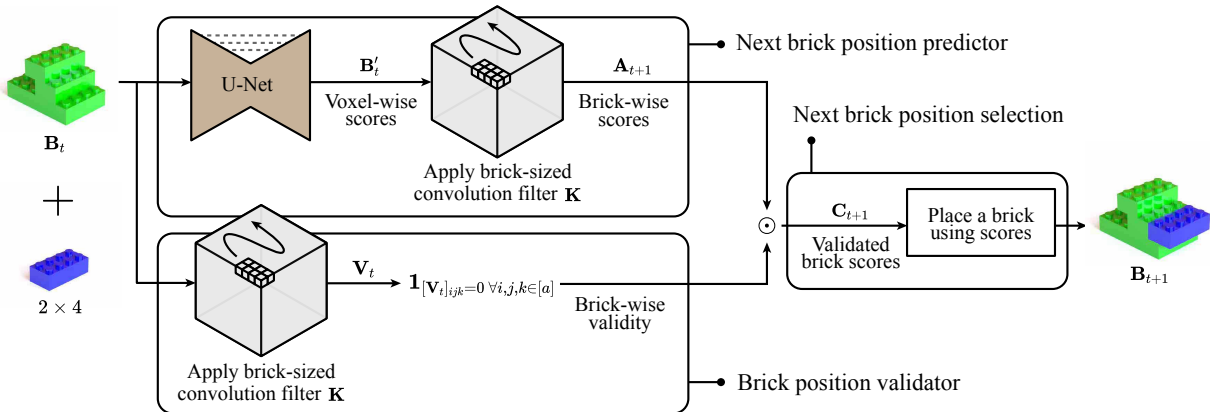 B_t
2 × 4
U-Net
B'_t
Voxel-wise
scores
Apply brick-sized
convolution filter K
A_{t+1}
Brick-wise
scores
Next brick position predictor
Apply brick-sized
convolution filter K
V_t
1_{[V_t]_{ijk}=0 ∀i,j,k∈[a]}
Brick-wise
validity
Brick position validator
Next brick position selection
C_{t+1}
Validated
brick scores
Place a brick
using scores
B_{t+1}